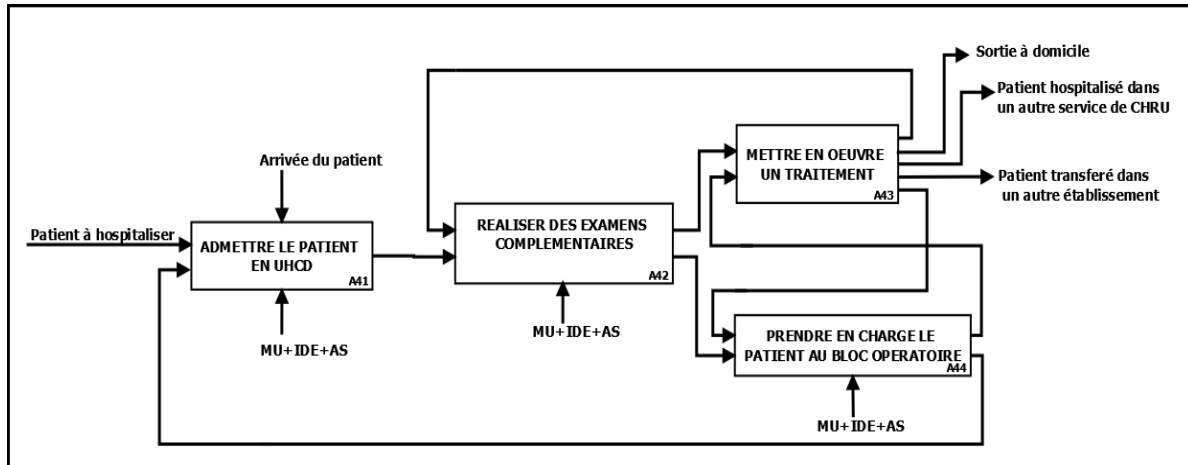 Sortie à domicile
Patient hospitalisé dans
un autre service de CHRU
Patient transferé dans
un autre établissement
METTRE EN OEUVRE
UN TRAITEMENT
A43
Arrivée du patient
Patient à hospitaliser
ADMETTRE LE PATIENT
EN UHCD
A41
REALISER DES EXAMENS
COMPLEMENTAIRES
A42
MU+IDE+AS
MU+IDE+AS
PRENDRE EN CHARGE LE
PATIENT AU BLOC OPERATOIRE
A44
MU+IDE+AS